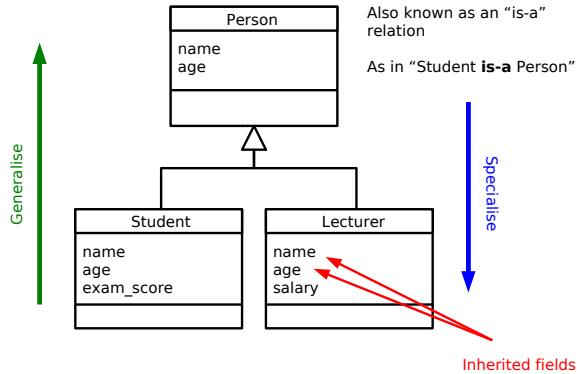 Person
name
age
Also known as an “is-a”
relation
As in “Student is-a Person”
Generalise
Specialise
Student
name
age
exam_score
Lecturer
name
age
salary
Inherited fields